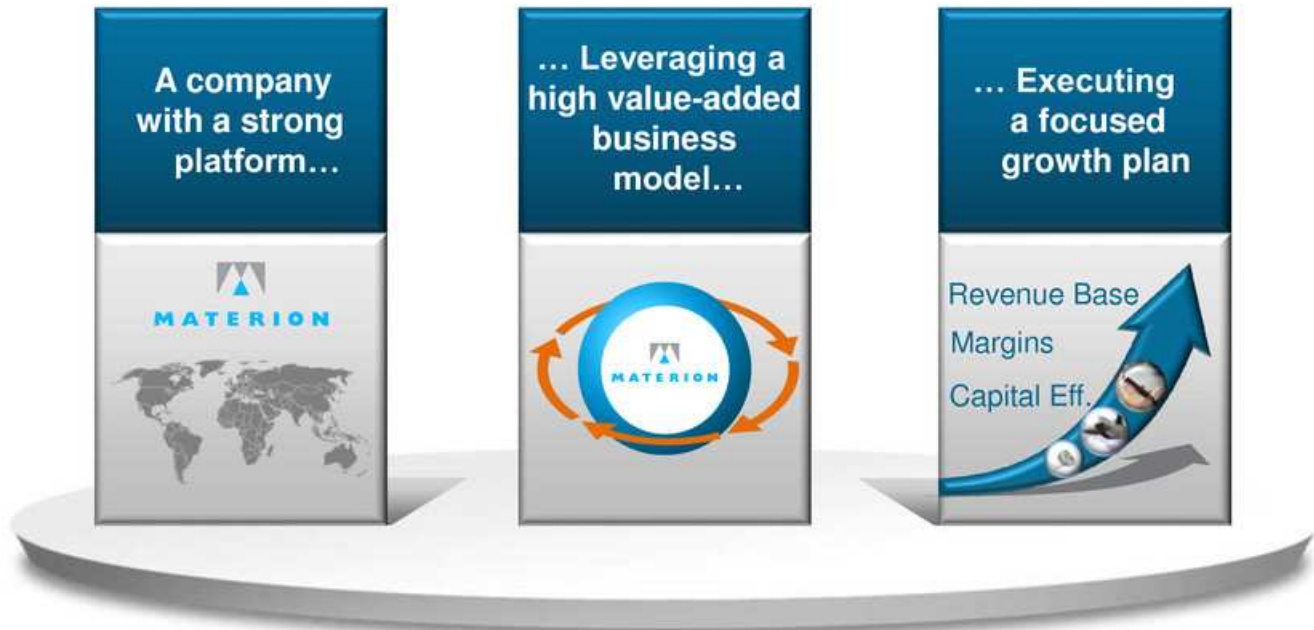 A company
with a strong
platform…
MATERION
… Leveraging a
high value-added
business
model…
MATERION
… Executing
a focused
growth plan
Revenue Base
Margins
Capital Eff.